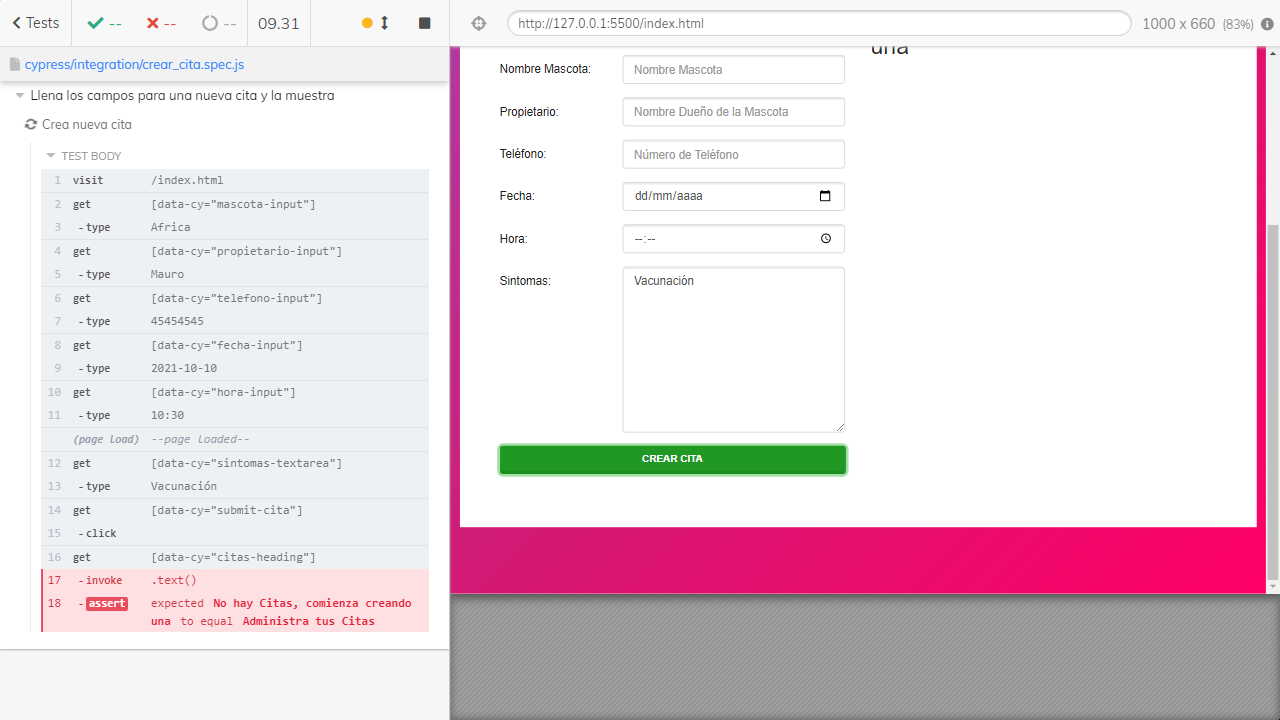 Tests
--
--
--
09.31
http://127.0.0.1:5500/index.html
1000 x 660 (83%)
cypress/integration/crear_cita.spec.js
Llena los campos para una nueva cita y la muestra
Crea nueva cita
TEST BODY
1 visit /index.html
2 get [data-cy="mascota-input"]
3 -type Africa
4 get [data-cy="propietario-input"]
5 -type Mauro
6 get [data-cy="telefono-input"]
7 -type 45454545
8 get [data-cy="fecha-input"]
9 -type 2021-10-10
10 get [data-cy="hora-input"]
11 -type 10:30
(page load) --page loaded--
12 get [data-cy="sintomas-textarea"]
13 -type Vacunación
14 get [data-cy="submit-cita"]
15 -click
16 get [data-cy="citas-heading"]
17 -invoke .text()
18 -assert expected No hay Citas, comienza creando
una to equal Administra tus Citas
una
Nombre Mascota: Nombre Mascota
Propietario: Nombre Dueño de la Mascota
Teléfono: Número de Teléfono
Fecha: dd/mm/aaaa
Hora: --:--
Sintomas: Vacunación
CREAR CITA